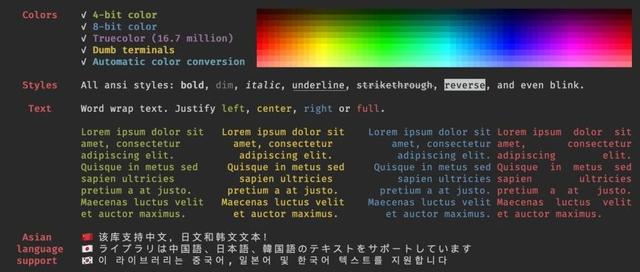 Colors ✓ 4-bit color
✓ 8-bit color
✓ Truecolor (16.7 million)
✓ Dumb terminals
✓ Automatic color conversion
Styles All ansi styles: bold, dim, italic, underline, strikethrough, reverse, and even blink.
Text Word wrap text. Justify left, center, right or full.
Lorem ipsum dolor sit
amet, consectetur
adipiscing elit.
Quisque in metus sed
sapien ultricies
pretium a at justo.
Maecenas luctus velit
et auctor maximus.
Lorem ipsum dolor sit
amet, consectetur
adipiscing elit.
Quisque in metus sed
sapien ultricies
pretium a at justo.
Maecenas luctus velit
et auctor maximus.
Lorem ipsum dolor sit
amet, consectetur
adipiscing elit.
Quisque in metus sed
sapien ultricies
pretium a at justo.
Maecenas luctus velit
et auctor maximus.
Lorem ipsum dolor sit
amet, consectetur
adipiscing elit.
Quisque in metus sed
sapien ultricies
pretium a at justo.
Maecenas luctus velit
et auctor maximus.
Asian 🇨🇳 该库支持中文，日文和韩文文本！
language 🇯🇵 ライブラリは中国語、日本語、韓国語のテキストをサポートしています
support 🇰🇷 이 라이브러리는 중국어, 일본어 및 한국어 텍스트를 지원합니다